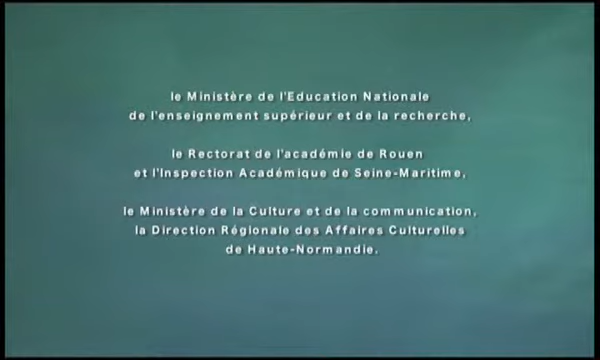 le Ministère de l'Education Nationale
de l'enseignement supérieur et de la recherche,
le Rectorat de l'académie de Rouen
et l'Inspection Académique de Seine-Maritime,
le Ministère de la Culture et de la communication,
la Direction Régionale des Affaires Culturelles
de Haute-Normandie.